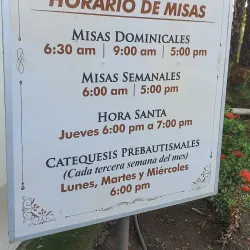 HORARIO DE MISAS
MISAS DOMINICALES
6:30 am | 9:00 am | 5:00 pm
MISAS SEMANALES
6:00 am | 5:00 pm
HORA SANTA
Jueves 6:00 pm a 7:00 pm
CATEQUESIS PREBAUTISMALES
(Cada tercera semana del mes)
Lunes, Martes y Miércoles
6:00 pm